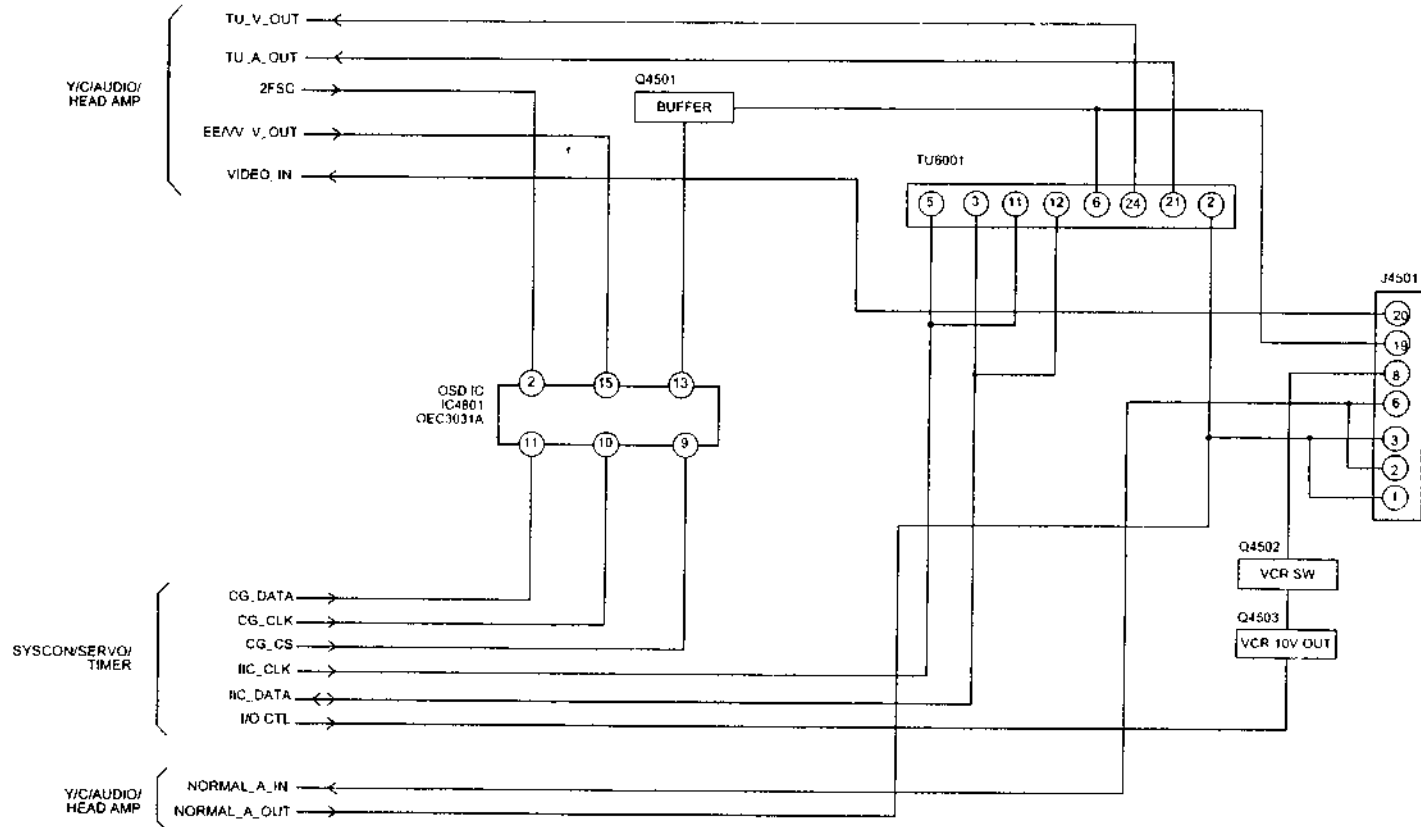 TU_V_OUT
TU_A_OUT
Y/C/AUDIO/
HEAD AMP
2FSC
EE/VV_V_OUT
VIDEO_IN
Q4501
BUFFER
TU6001
5 3 11 12 6 24 21 2
J4501
20
19
8
6
3
2
1
2 15 13
OSD IC
IC4801
OEC3031A
11 10 9
Q4502
VCR SW
Q4503
VCR 10V OUT
SYSCON/SERVO/
TIMER
CG_DATA
CG_CLK
CG_CS
IIC_CLK
IIC_DATA
I/O CTL
Y/C/AUDIO/
HEAD AMP
NORMAL_A_IN
NORMAL_A_OUT